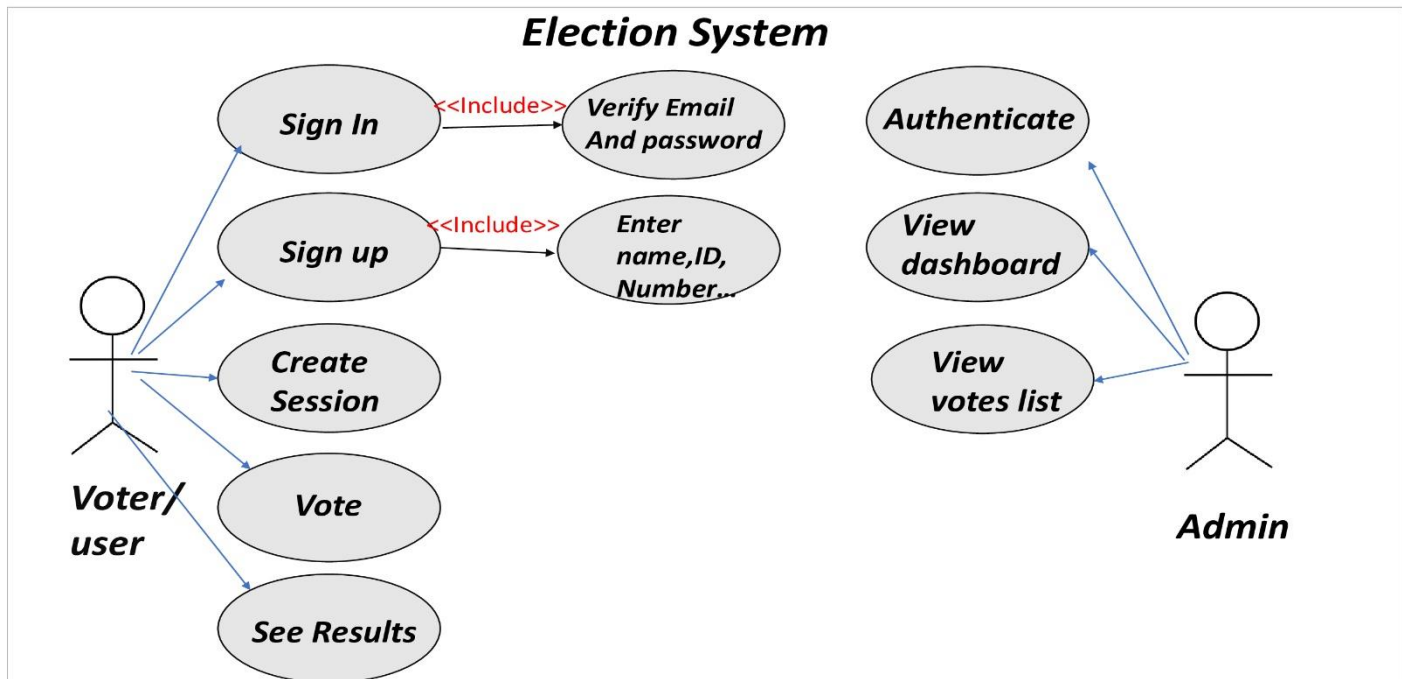 Election System
Sign In
<<Include>>
Verify Email
And password
Authenticate
Sign up
<<Include>>
Enter
name,ID,
Number...
View
dashboard
Create
Session
View
votes list
Voter/
user
Vote
Admin
See Results